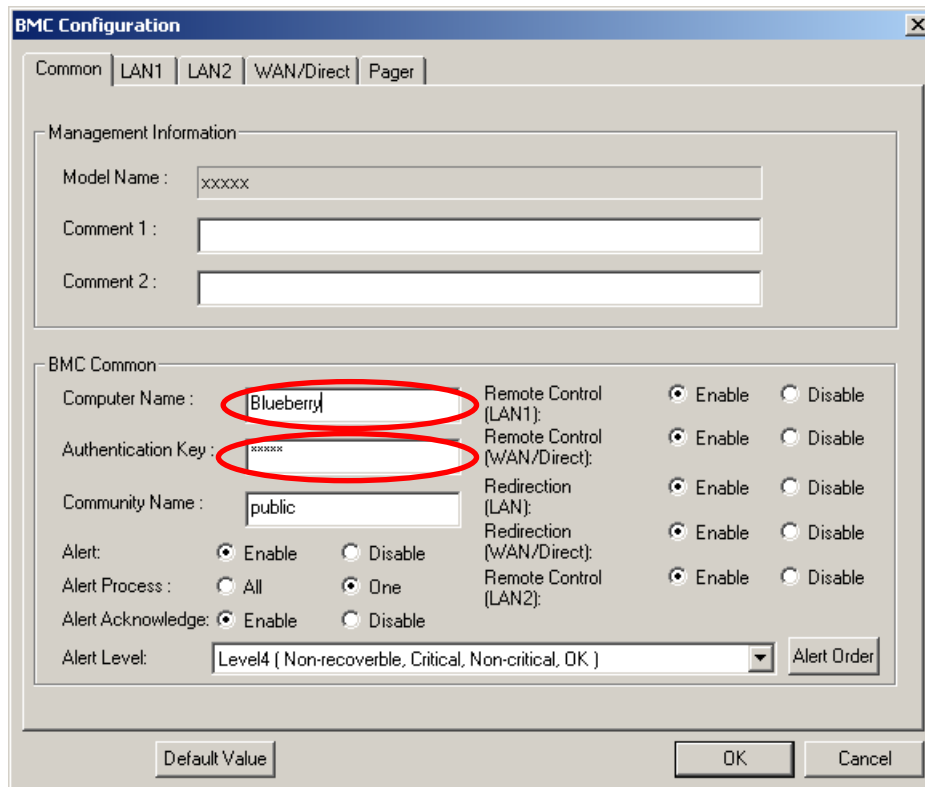 BMC Configuration
Common LAN1 LAN2 WAN/Direct Pager
Management Information
Model Name : xxxxx
Comment 1 :
Comment 2 :
BMC Common
Computer Name : Blueberry
Authentication Key : xxxxx
Community Name : public
Alert: Enable Disable
Alert Process : All One
Alert Acknowledge: Enable Disable
Remote Control
(LAN1): Enable Disable
Remote Control
(WAN/Direct): Enable Disable
Redirection
(LAN): Enable Disable
Redirection
(WAN/Direct): Enable Disable
Remote Control
(LAN2): Enable Disable
Alert Level: Level4 ( Non-recoverble, Critical, Non-critical, OK ) Alert Order
Default Value OK Cancel